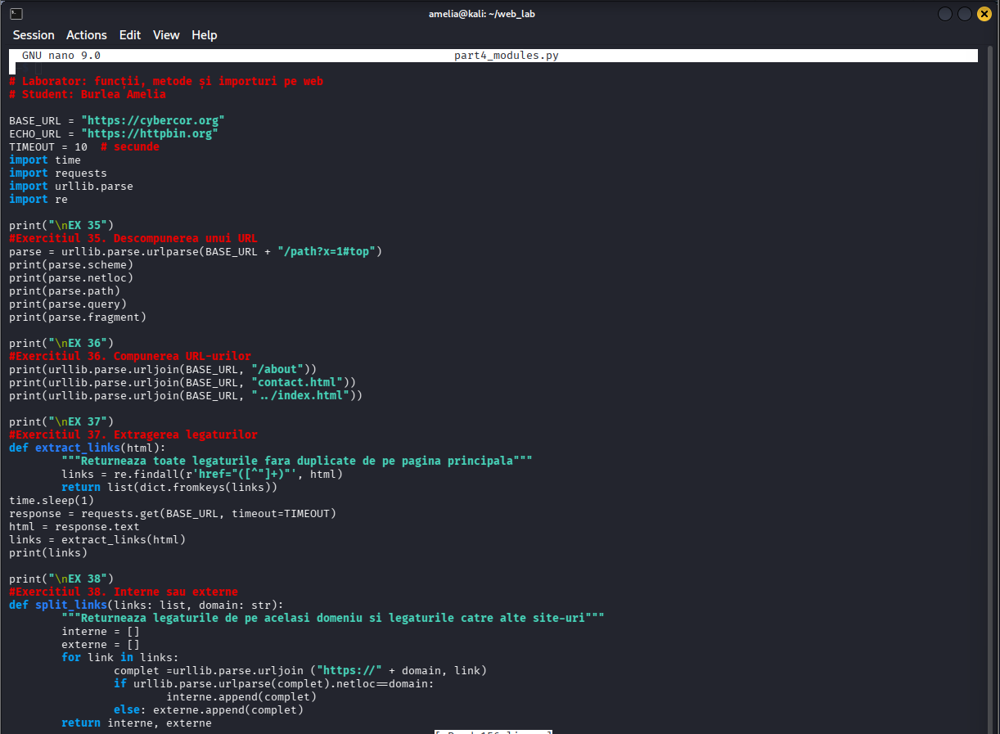 amelia@kali: ~/web_lab
Session Actions Edit View Help
GNU nano 9.0 part4_modules.py
# Laborator: funcții, metode și importuri pe web
# Student: Burlea Amelia
BASE_URL = "https://cybercor.org"
ECHO_URL = "https://httpbin.org"
TIMEOUT = 10  # secunde
import time
import requests
import urllib.parse
import re
print("\nEX 35")
#Exercitiul 35. Descompunerea unui URL
parse = urllib.parse.urlparse(BASE_URL + "/path?x=1#top")
print(parse.scheme)
print(parse.netloc)
print(parse.path)
print(parse.query)
print(parse.fragment)
print("\nEX 36")
#Exercitiul 36. Compunerea URL-urilor
print(urllib.parse.urljoin(BASE_URL, "/about"))
print(urllib.parse.urljoin(BASE_URL, "contact.html"))
print(urllib.parse.urljoin(BASE_URL, "../index.html"))
print("\nEX 37")
#Exercitiul 37. Extragerea legaturilor
def extract_links(html):
        """Returneaza toate legaturile fara duplicate de pe pagina principala"""
        links = re.findall(r'href="([^"]+)"', html)
        return list(dict.fromkeys(links))
time.sleep(1)
response = requests.get(BASE_URL, timeout=TIMEOUT)
html = response.text
links = extract_links(html)
print(links)
print("\nEX 38")
#Exercitiul 38. Interne sau externe
def split_links(links: list, domain: str):
        """Returneaza legaturile de pe acelasi domeniu si legaturile catre alte site-uri"""
        interne = []
        externe = []
        for link in links:
                complet =urllib.parse.urljoin ("https://" + domain, link)
                if urllib.parse.urlparse(complet).netloc==domain:
                        interne.append(complet)
                else: externe.append(complet)
        return interne, externe